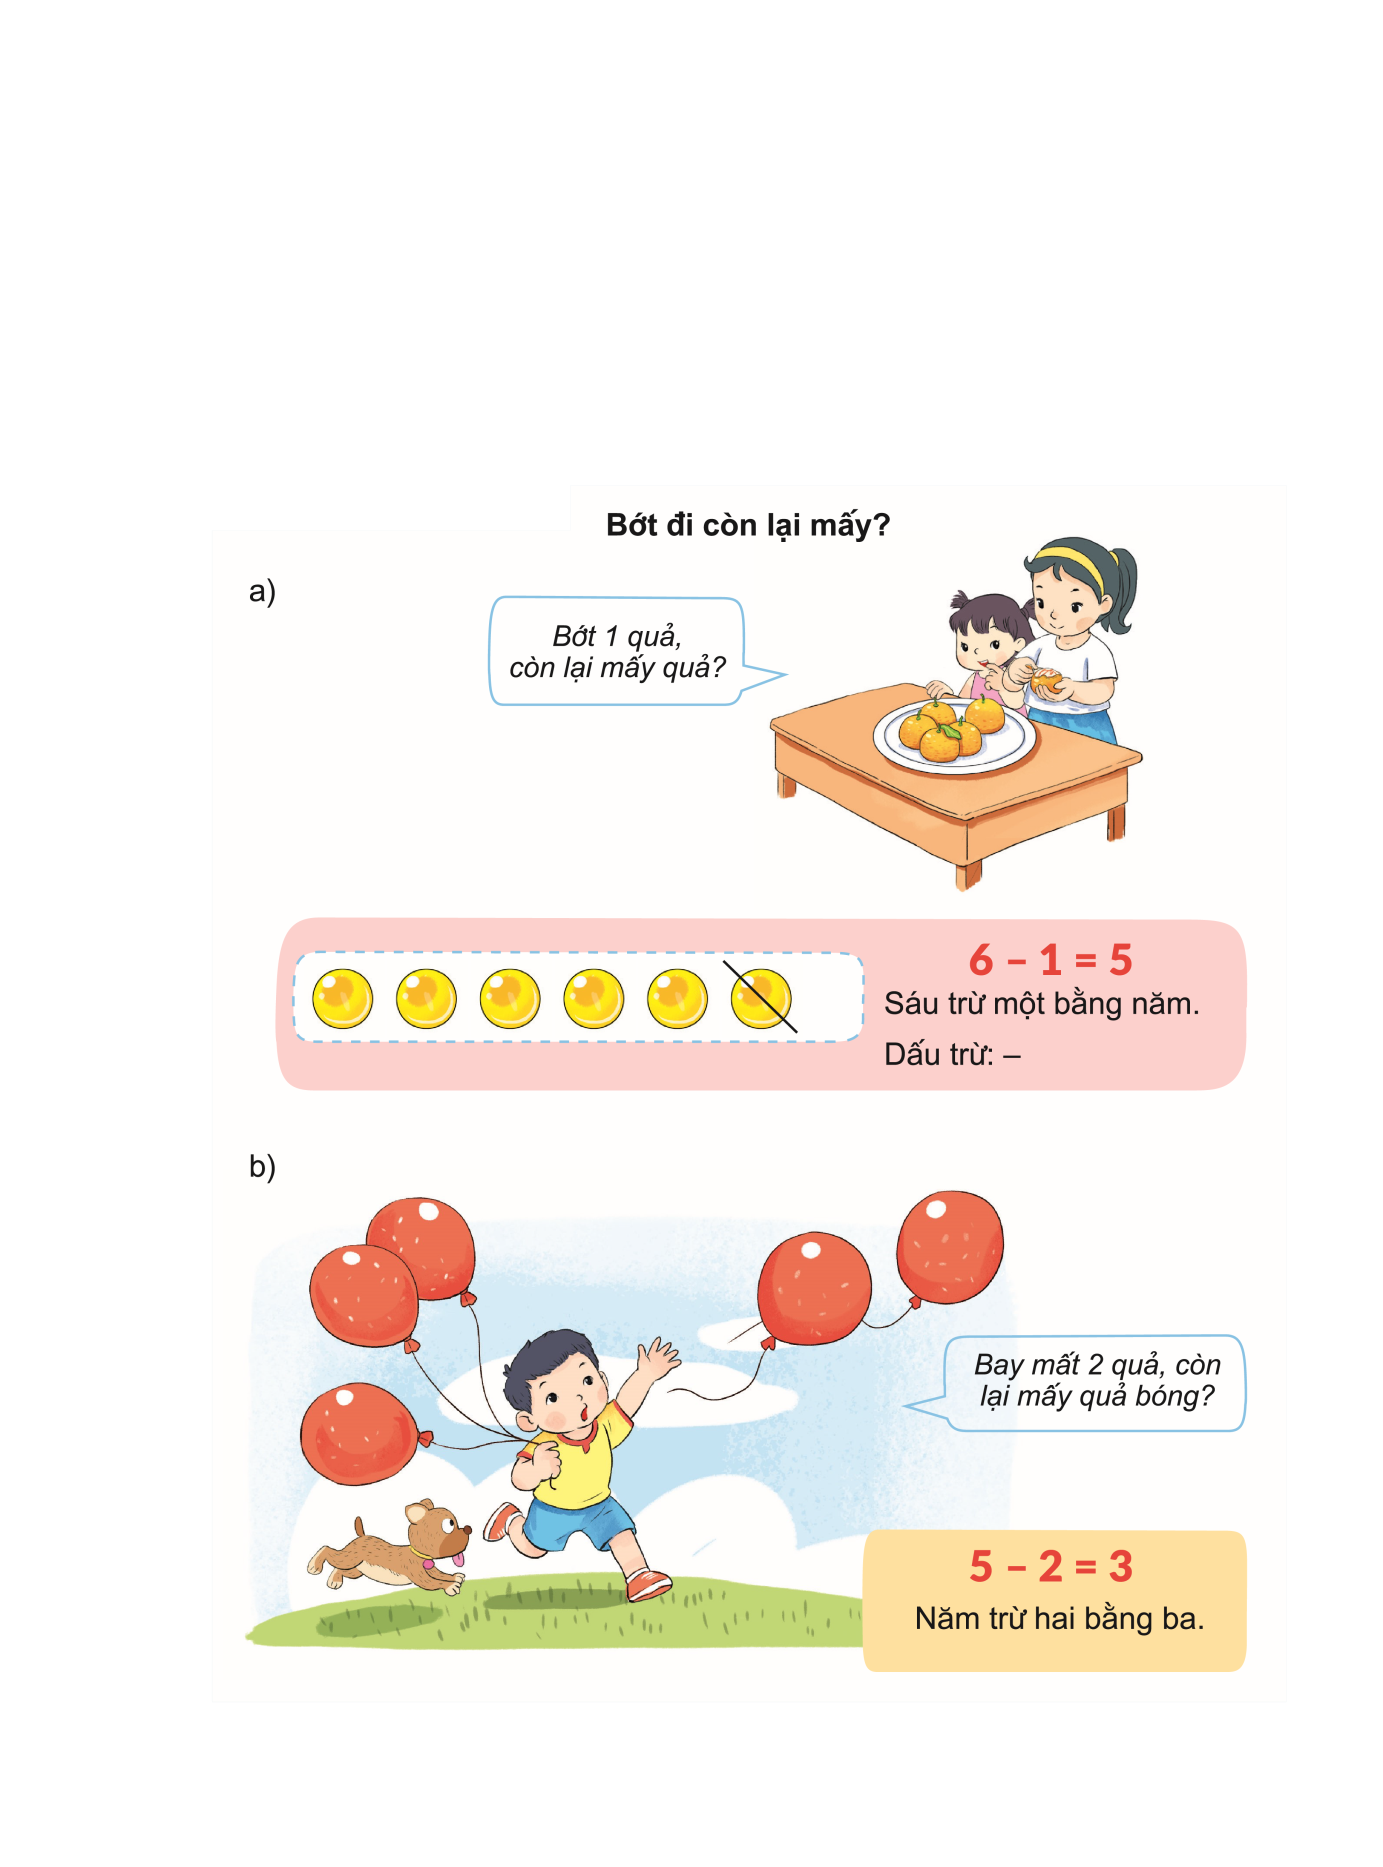 Bớt đi còn lại mấy?
a)
Bớt 1 quả,
còn lại mấy quả?
6 – 1 = 5
Sáu trừ một bằng năm.
Dấu trừ: –
b)
Bay mất 2 quả, còn
lại mấy quả bóng?
5 – 2 = 3
Năm trừ hai bằng ba.